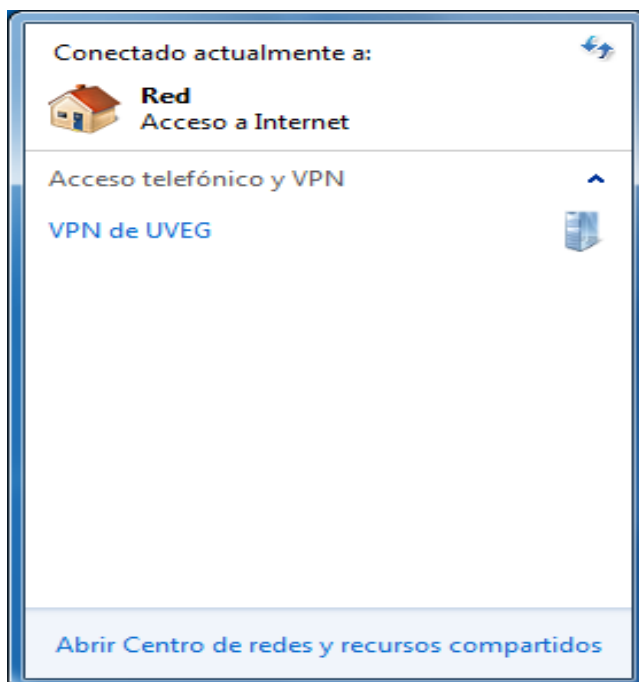 Conectado actualmente a:
Red
Acceso a Internet
Acceso telefónico y VPN
VPN de UVEG
Abrir Centro de redes y recursos compartidos